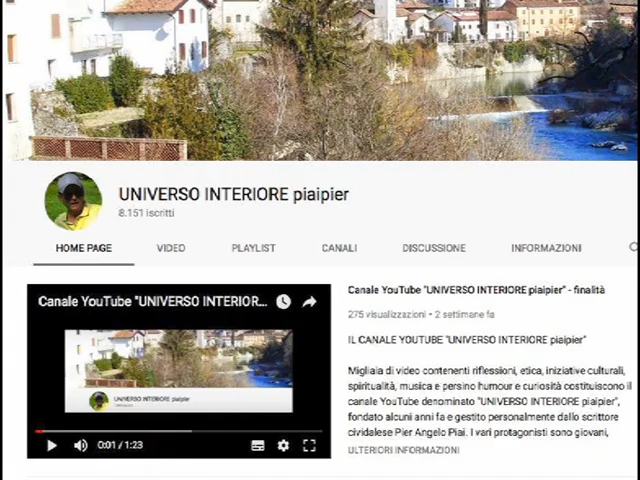 UNIVERSO INTERIORE piaipier
8.151 iscritti
HOME PAGE VIDEO PLAYLIST CANALI DISCUSSIONE INFORMAZIONI
Canale YouTube "UNIVERSO INTERIOR...
UNIVERSO INTERIORE piaipier
0:01 / 1:23
Canale YouTube "UNIVERSO INTERIORE piaipier" - finalità
275 visualizzazioni • 2 settimane fa
IL CANALE YOUTUBE "UNIVERSO INTERIORE piaipier"
Migliaia di video contenenti riflessioni, etica, iniziative culturali,
spiritualità, musica e persino humour e curiosità costituiscono il
canale YouTube denominato "UNIVERSO INTERIORE piaipier",
fondato alcuni anni fa e gestito personalmente dallo scrittore
cividalese Pier Angelo Piai. I vari protagonisti sono giovani,
ULTERIORI INFORMAZIONI